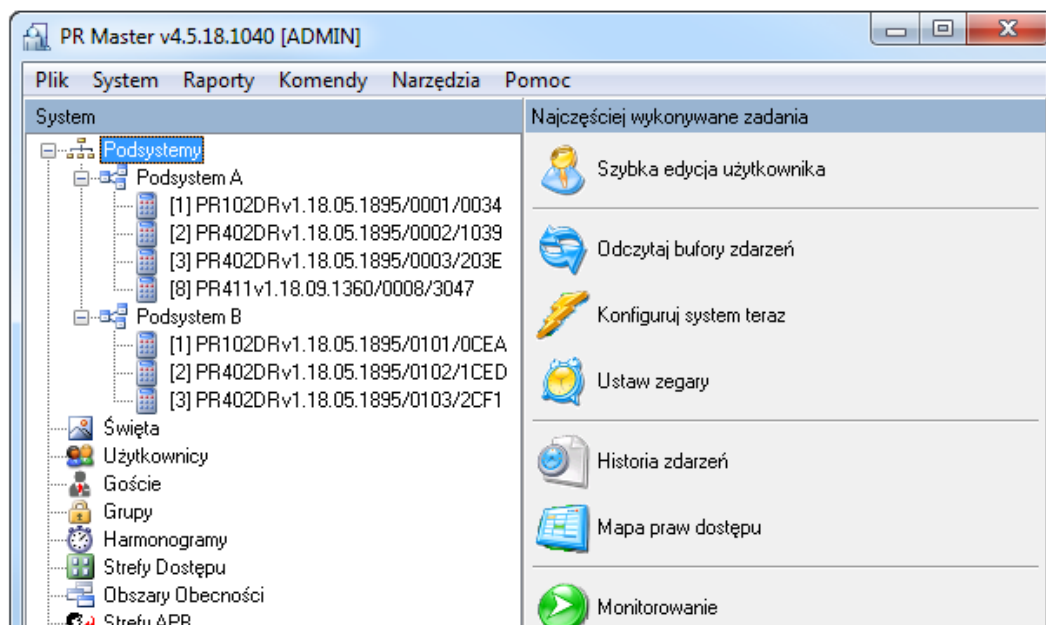 PR Master v4.5.18.1040 [ADMIN]
Plik System Raporty Komendy Narzędzia Pomoc
System
Podsystemy
Podsystem A
[1] PR102DRv1.18.05.1895/0001/0034
[2] PR402DRv1.18.05.1895/0002/1039
[3] PR402DRv1.18.05.1895/0003/203E
[8] PR411v1.18.09.1360/0008/3047
Podsystem B
[1] PR102DRv1.18.05.1895/0101/0CEA
[2] PR402DRv1.18.05.1895/0102/1CED
[3] PR402DRv1.18.05.1895/0103/2CF1
Święta
Użytkownicy
Goście
Grupy
Harmonogramy
Strefy Dostępu
Obszary Obecności
Strefy APB
Najczęściej wykonywane zadania
Szybka edycja użytkownika
Odczytaj bufory zdarzeń
Konfiguruj system teraz
Ustaw zegary
Historia zdarzeń
Mapa praw dostępu
Monitorowanie